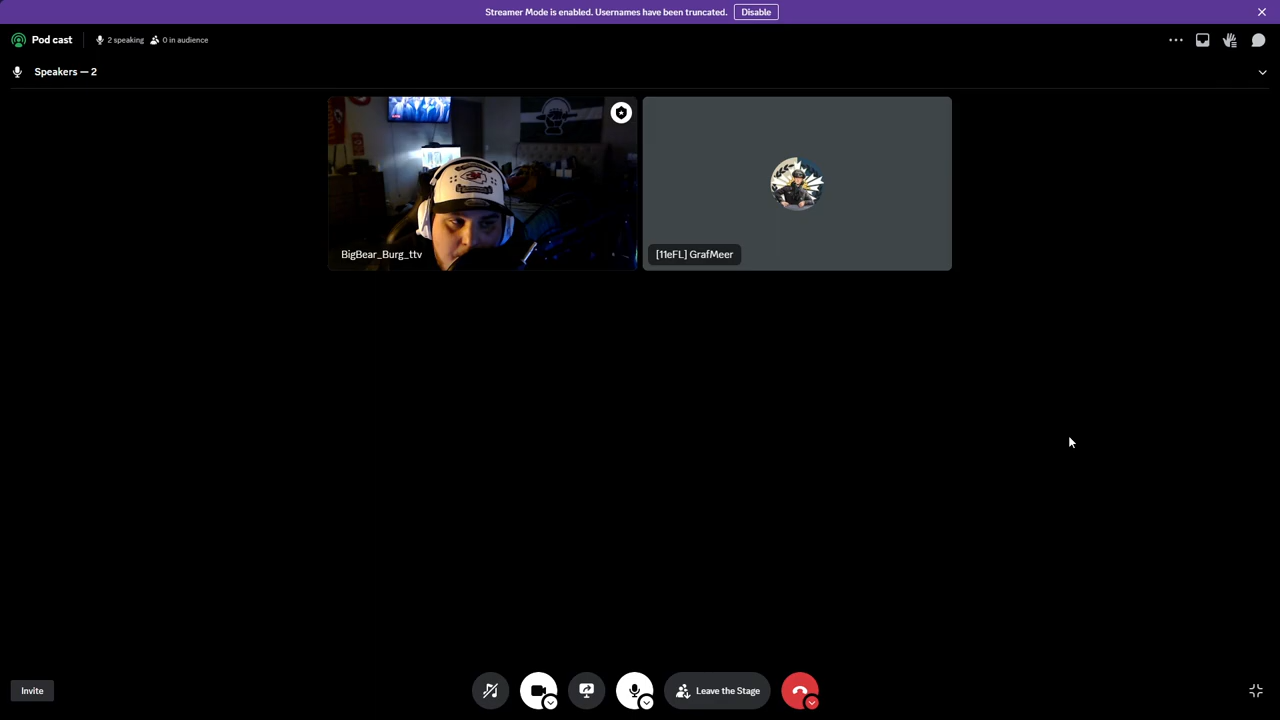 Streamer Mode is enabled. Usernames have been truncated. Disable
Pod cast 2 speaking 0 in audience
Speakers — 2
BigBear_Burg_ttv
[11eFL] GrafMeer
Invite
Leave the Stage